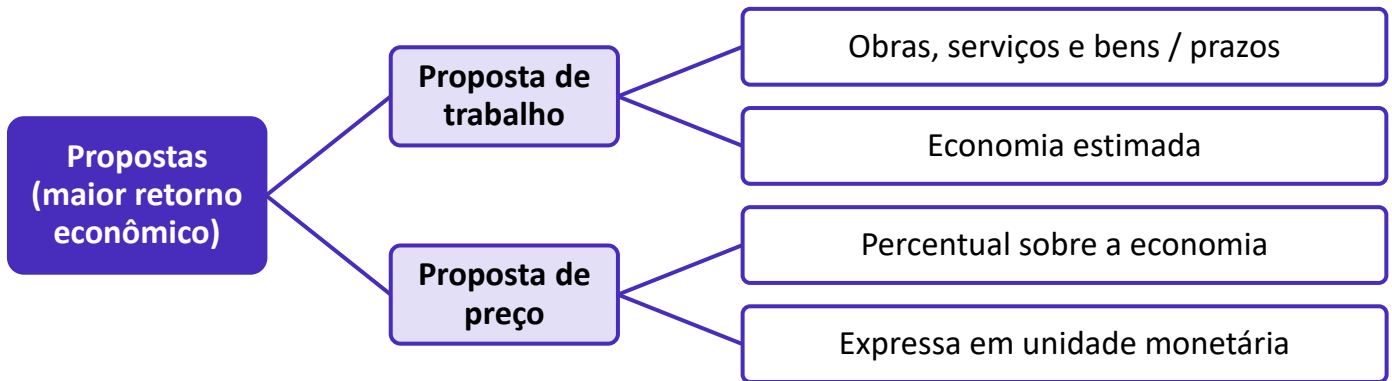 Propostas
(maior retorno
econômico)
Proposta de
trabalho
Obras, serviços e bens / prazos
Economia estimada
Proposta de
preço
Percentual sobre a economia
Expressa em unidade monetária